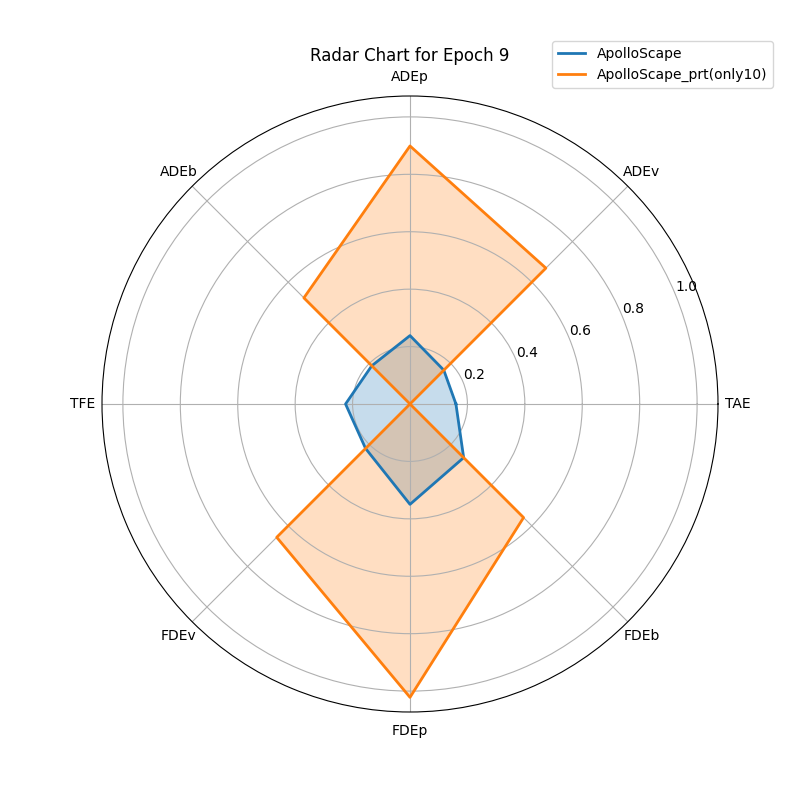 Radar Chart for Epoch 9
ApolloScape
ApolloScape_prt(only10)
ADEp
ADEb
ADEv
1.0
0.8
0.6
0.4
0.2
TFE
TAE
FDEv
FDEb
FDEp